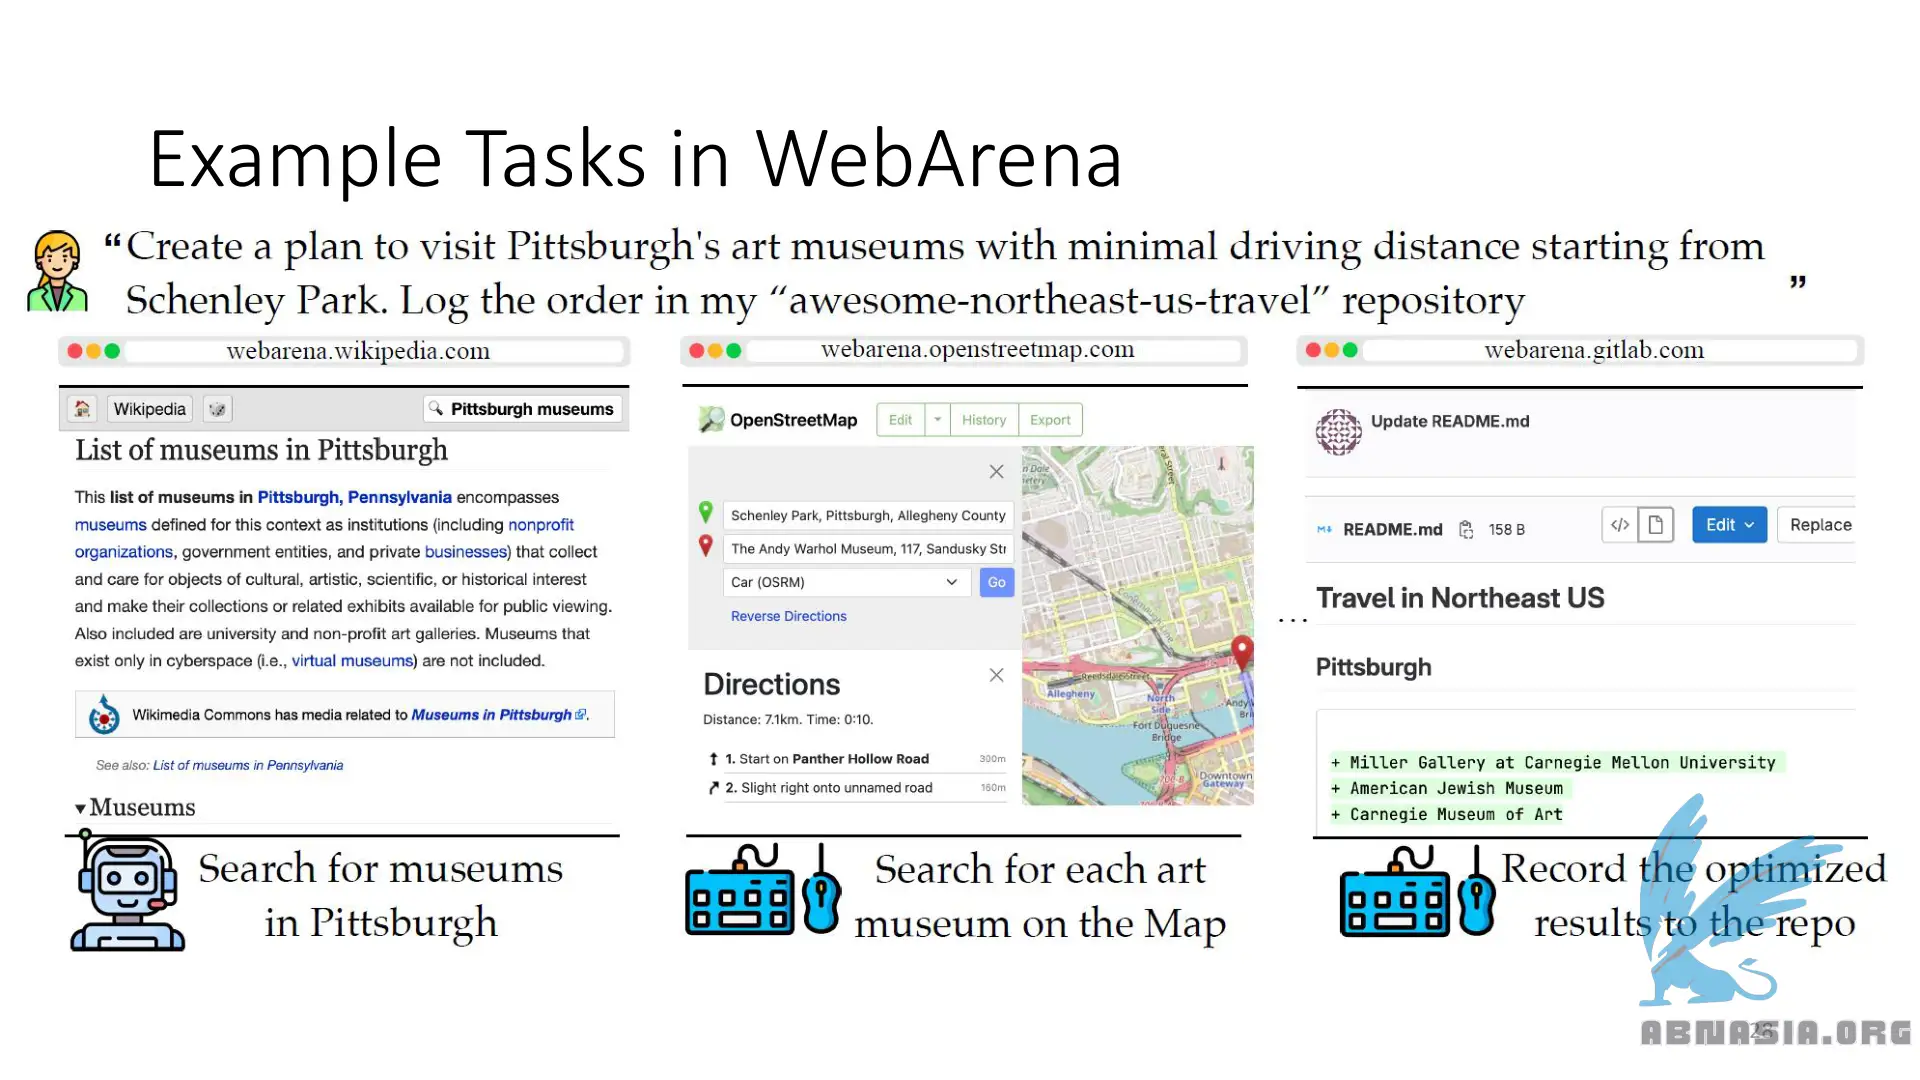 Example Tasks in WebArena
“Create a plan to visit Pittsburgh's art museums with minimal driving distance starting from
Schenley Park. Log the order in my “awesome-northeast-us-travel” repository ”
webarena.wikipedia.com
Wikipedia
Pittsburgh museums
List of museums in Pittsburgh
This list of museums in Pittsburgh, Pennsylvania encompasses
museums defined for this context as institutions (including nonprofit
organizations, government entities, and private businesses) that collect
and care for objects of cultural, artistic, scientific, or historical interest
and make their collections or related exhibits available for public viewing.
Also included are university and non-profit art galleries. Museums that
exist only in cyberspace (i.e., virtual museums) are not included.
Wikimedia Commons has media related to Museums in Pittsburgh.
See also: List of museums in Pennsylvania
▾Museums
Search for museums
in Pittsburgh
webarena.openstreetmap.com
OpenStreetMap
Edit
History
Export
Schenley Park, Pittsburgh, Allegheny County
The Andy Warhol Museum, 117, Sandusky Str
Car (OSRM)
Go
Reverse Directions
Directions
Distance: 7.1km. Time: 0:10.
1. Start on Panther Hollow Road 300m
2. Slight right onto unnamed road 160m
Reedsdale Street
Allegheny
North
Side
Andy W
Bri
Fort Duquesne
Bridge
Downtown
Gateway
Search for each art
museum on the Map
...
webarena.gitlab.com
Update README.md
README.md 158 B
</>
Edit
Replace
Travel in Northeast US
Pittsburgh
+ Miller Gallery at Carnegie Mellon University
+ American Jewish Museum
+ Carnegie Museum of Art
Record the optimized
results to the repo
28
ABNASIA.ORG